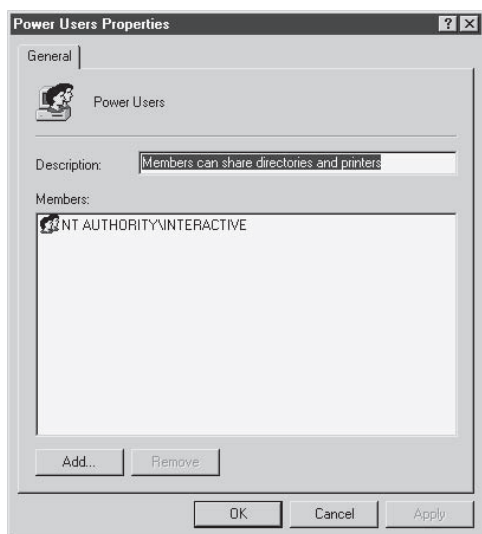 Power Users Properties
General
Power Users
Description: Members can share directories and printers
Members:
NT AUTHORITY\INTERACTIVE
Add... Remove
OK Cancel Apply